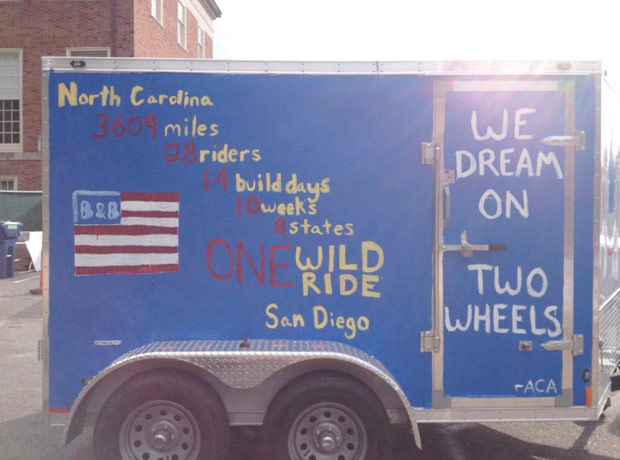 North Carolina
3604 miles
28 riders
14 build days
10 weeks
8 states
ONE WILD RIDE
San Diego
B&B
WE
DREAM
ON
TWO
WHEELS
-ACA